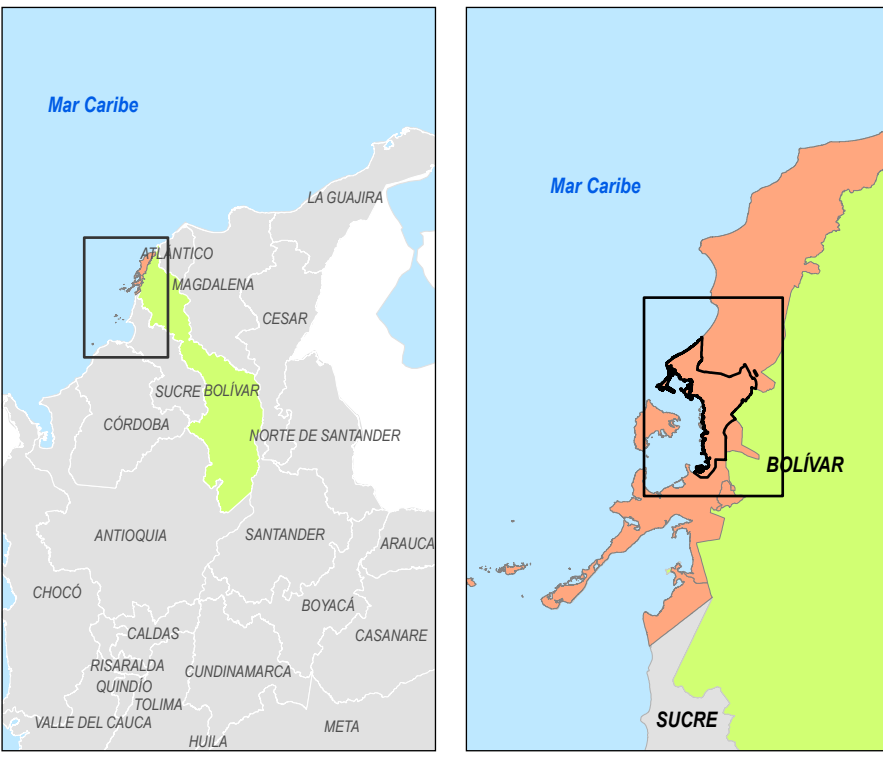 Mar Caribe
LA GUAJIRA
ATLÁNTICO
MAGDALENA
CESAR
SUCRE
BOLÍVAR
CÓRDOBA
NORTE DE SANTANDER
ANTIOQUIA
SANTANDER
ARAUCA
CHOCÓ
BOYACÁ
CALDAS
CASANARE
RISARALDA
CUNDINAMARCA
QUINDÍO
TOLIMA
VALLE DEL CAUCA
META
HUILA
Mar Caribe
BOLÍVAR
SUCRE